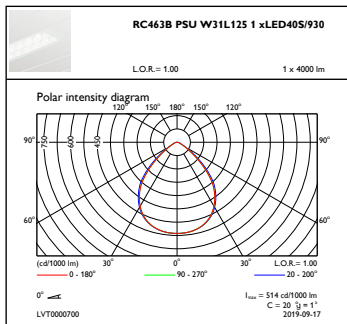 RC463B PSU W31L125 1 xLED40S/930
L.O.R.= 1.00 1 x 4000 lm
Polar intensity diagram
120° 150° 180° 150° 120°
90° 750 600 450 90°
60° 60°
30° 0° 30°
(cd/1000 lm) L.O.R.= 1.00
0 - 180° 90 - 270° 20 - 200°
0° Imax = 514 cd/1000 lm
C = 20 °g = 1°
LVT0000700 2019-09-17